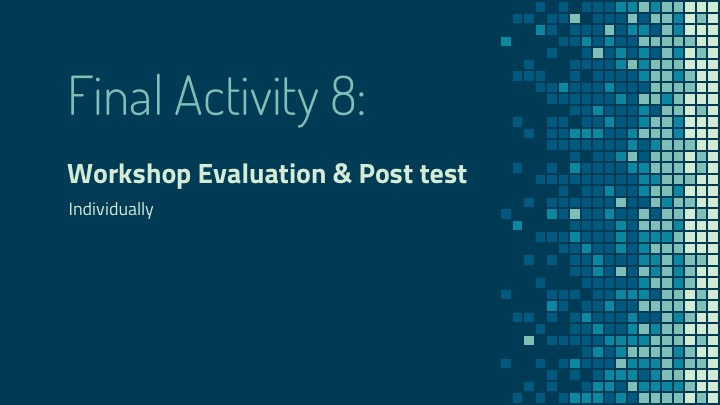 Final Activity 8:
Workshop Evaluation & Post test
Individually